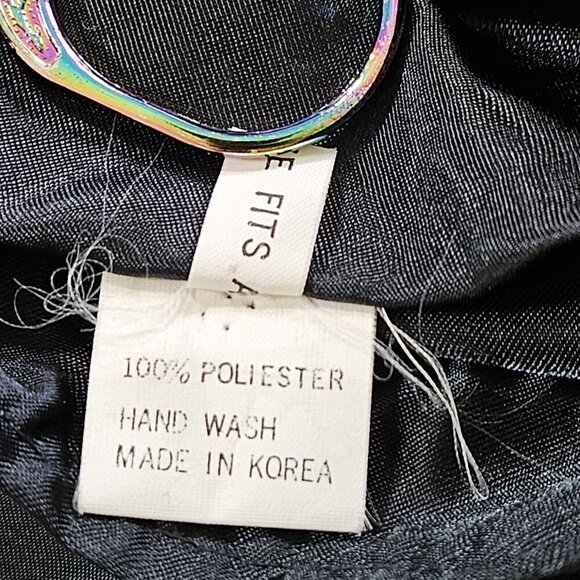 FITS
100% POLIESTER
HAND WASH
MADE IN KOREA